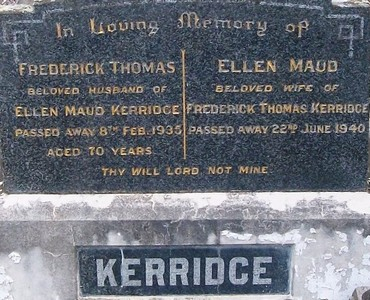 In Loving Memory of
FREDERICK THOMAS
BELOVED HUSBAND OF
ELLEN MAUD KERRIDGE
PASSED AWAY 8TH FEB. 1935
AGED 70 YEARS
ELLEN MAUD
BELOVED WIFE OF
FREDERICK THOMAS KERRIDGE
PASSED AWAY 22ND JUNE 1940
THY WILL LORD NOT MINE.
KERRIDGE